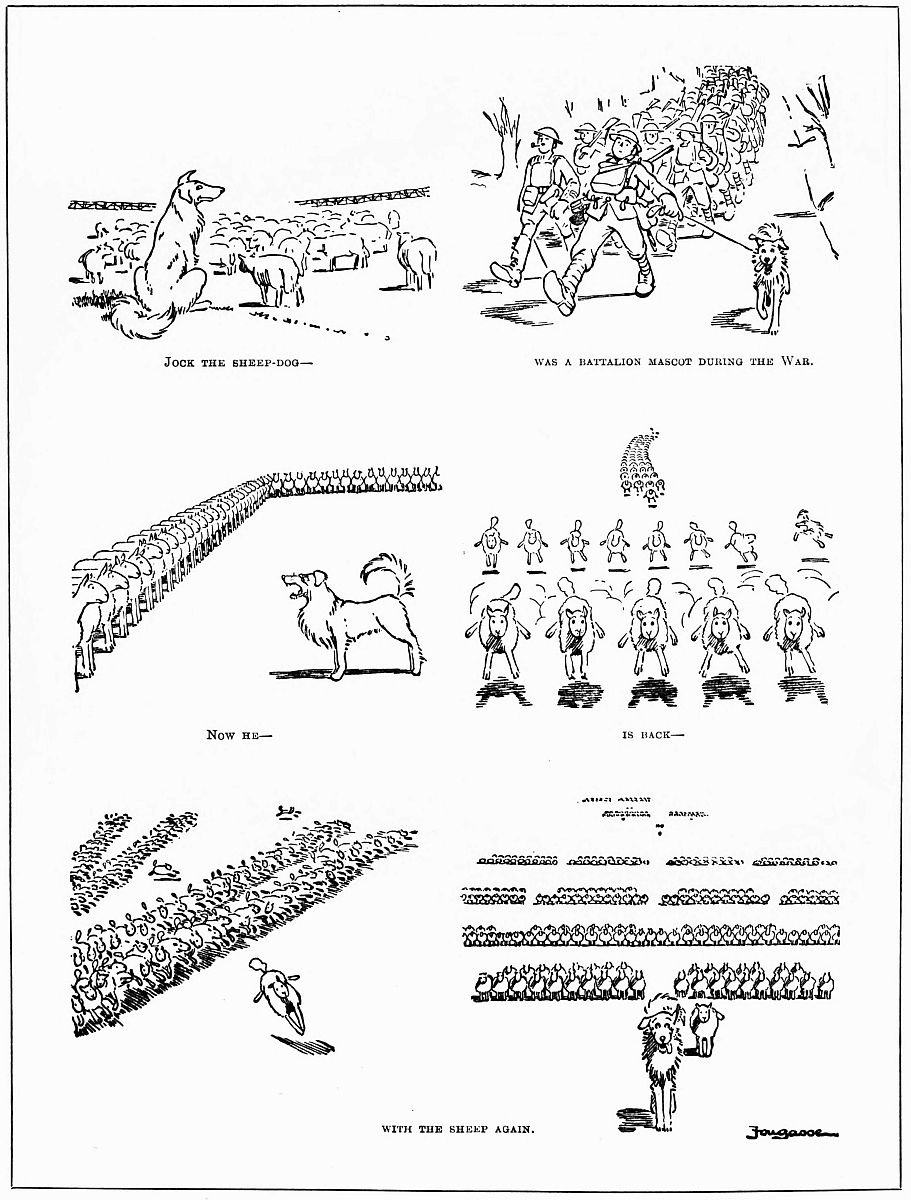 Jock the sheep-dog—
was a battalion mascot during the War.
Now he—
is back—
with the sheep again.
Fougasse